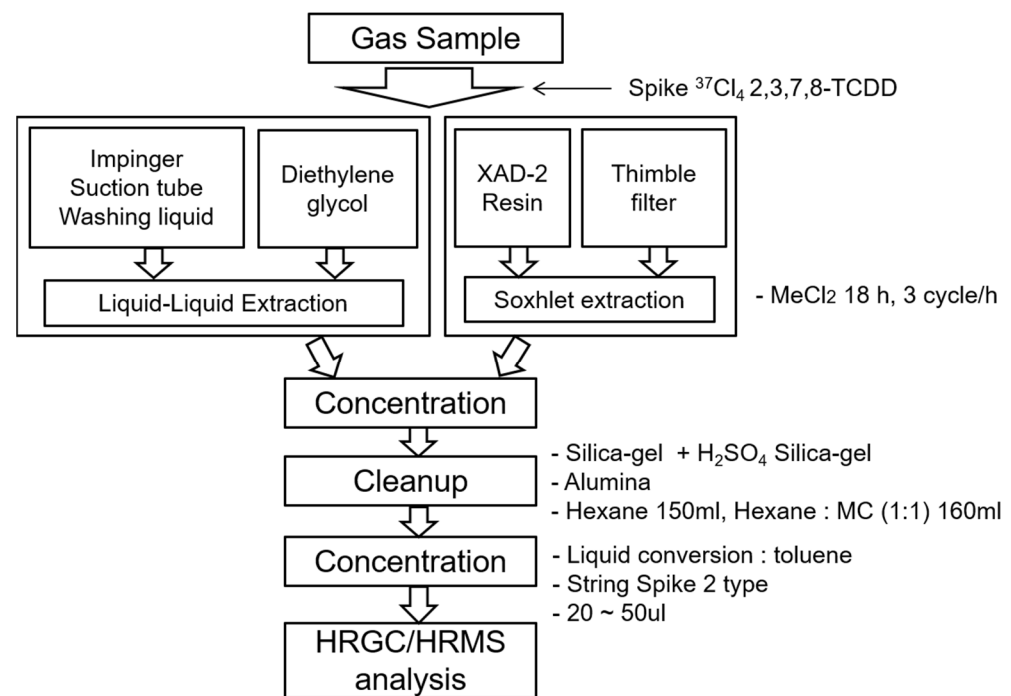 Gas Sample
Spike ³⁷Cl₄ 2,3,7,8-TCDD
Impinger
Suction tube
Washing liquid
Diethylene
glycol
XAD-2
Resin
Thimble
filter
Liquid-Liquid Extraction
Soxhlet extraction
- MeCl2 18 h, 3 cycle/h
Concentration
Cleanup
- Silica-gel + H₂SO₄ Silica-gel
- Alumina
- Hexane 150ml, Hexane : MC (1:1) 160ml
Concentration
- Liquid conversion : toluene
- String Spike 2 type
- 20 ~ 50ul
HRGC/HRMS
analysis